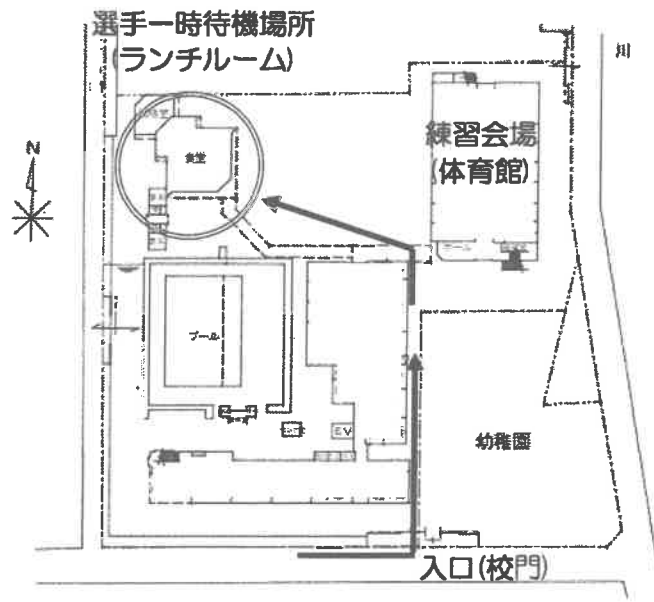 選手一時待機場所
(ランチルーム)
練習会場
(体育館)
食堂
N
プール
EV
幼稚園
入口(校門)